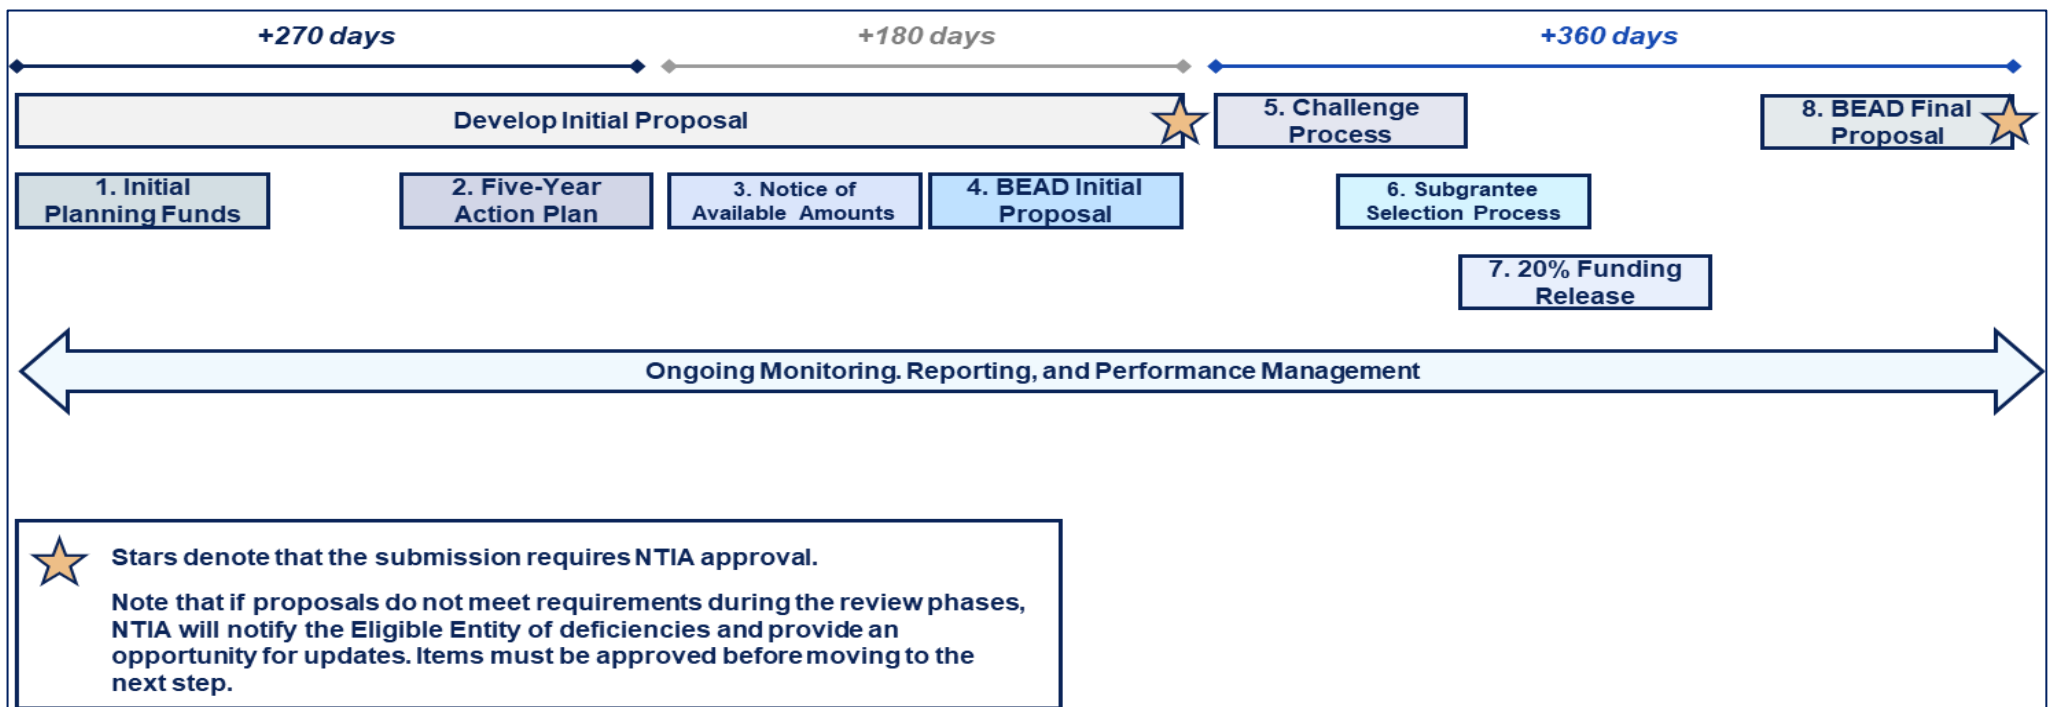 +270 days
+180 days
+360 days
Develop Initial Proposal
5. Challenge
Process
8. BEAD Final
Proposal
1. Initial
Planning Funds
2. Five-Year
Action Plan
3. Notice of
Available Amounts
4. BEAD Initial
Proposal
6. Subgrantee
Selection Process
7. 20% Funding
Release
Ongoing Monitoring. Reporting, and Performance Management
Stars denote that the submission requires NTIA approval.
Note that if proposals do not meet requirements during the review phases,
NTIA will notify the Eligible Entity of deficiencies and provide an
opportunity for updates. Items must be approved before moving to the
next step.